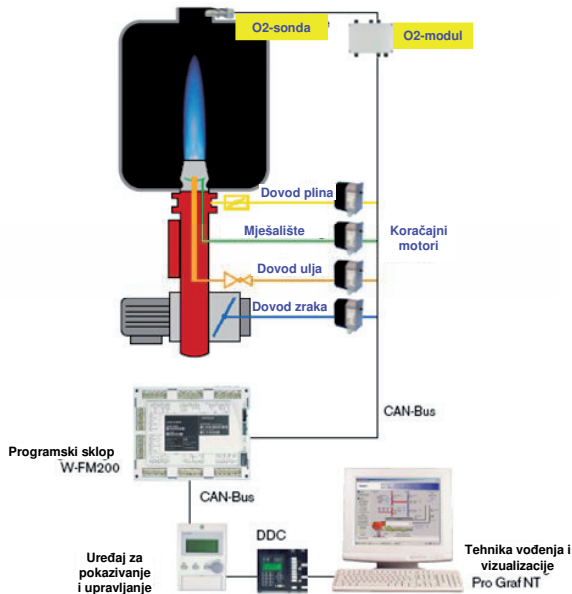 O2-sonda
O2-modul
Dovod plina
Mješalište
Koračajni
motori
Dovod ulja
Dovod zraka
CAN-Bus
Programski sklop
W-FM200
CAN-Bus
DDC
Uređaj za
pokazivanje
i upravljanje
Tehnika vođenja i
vizualizacije
Pro Graf NT